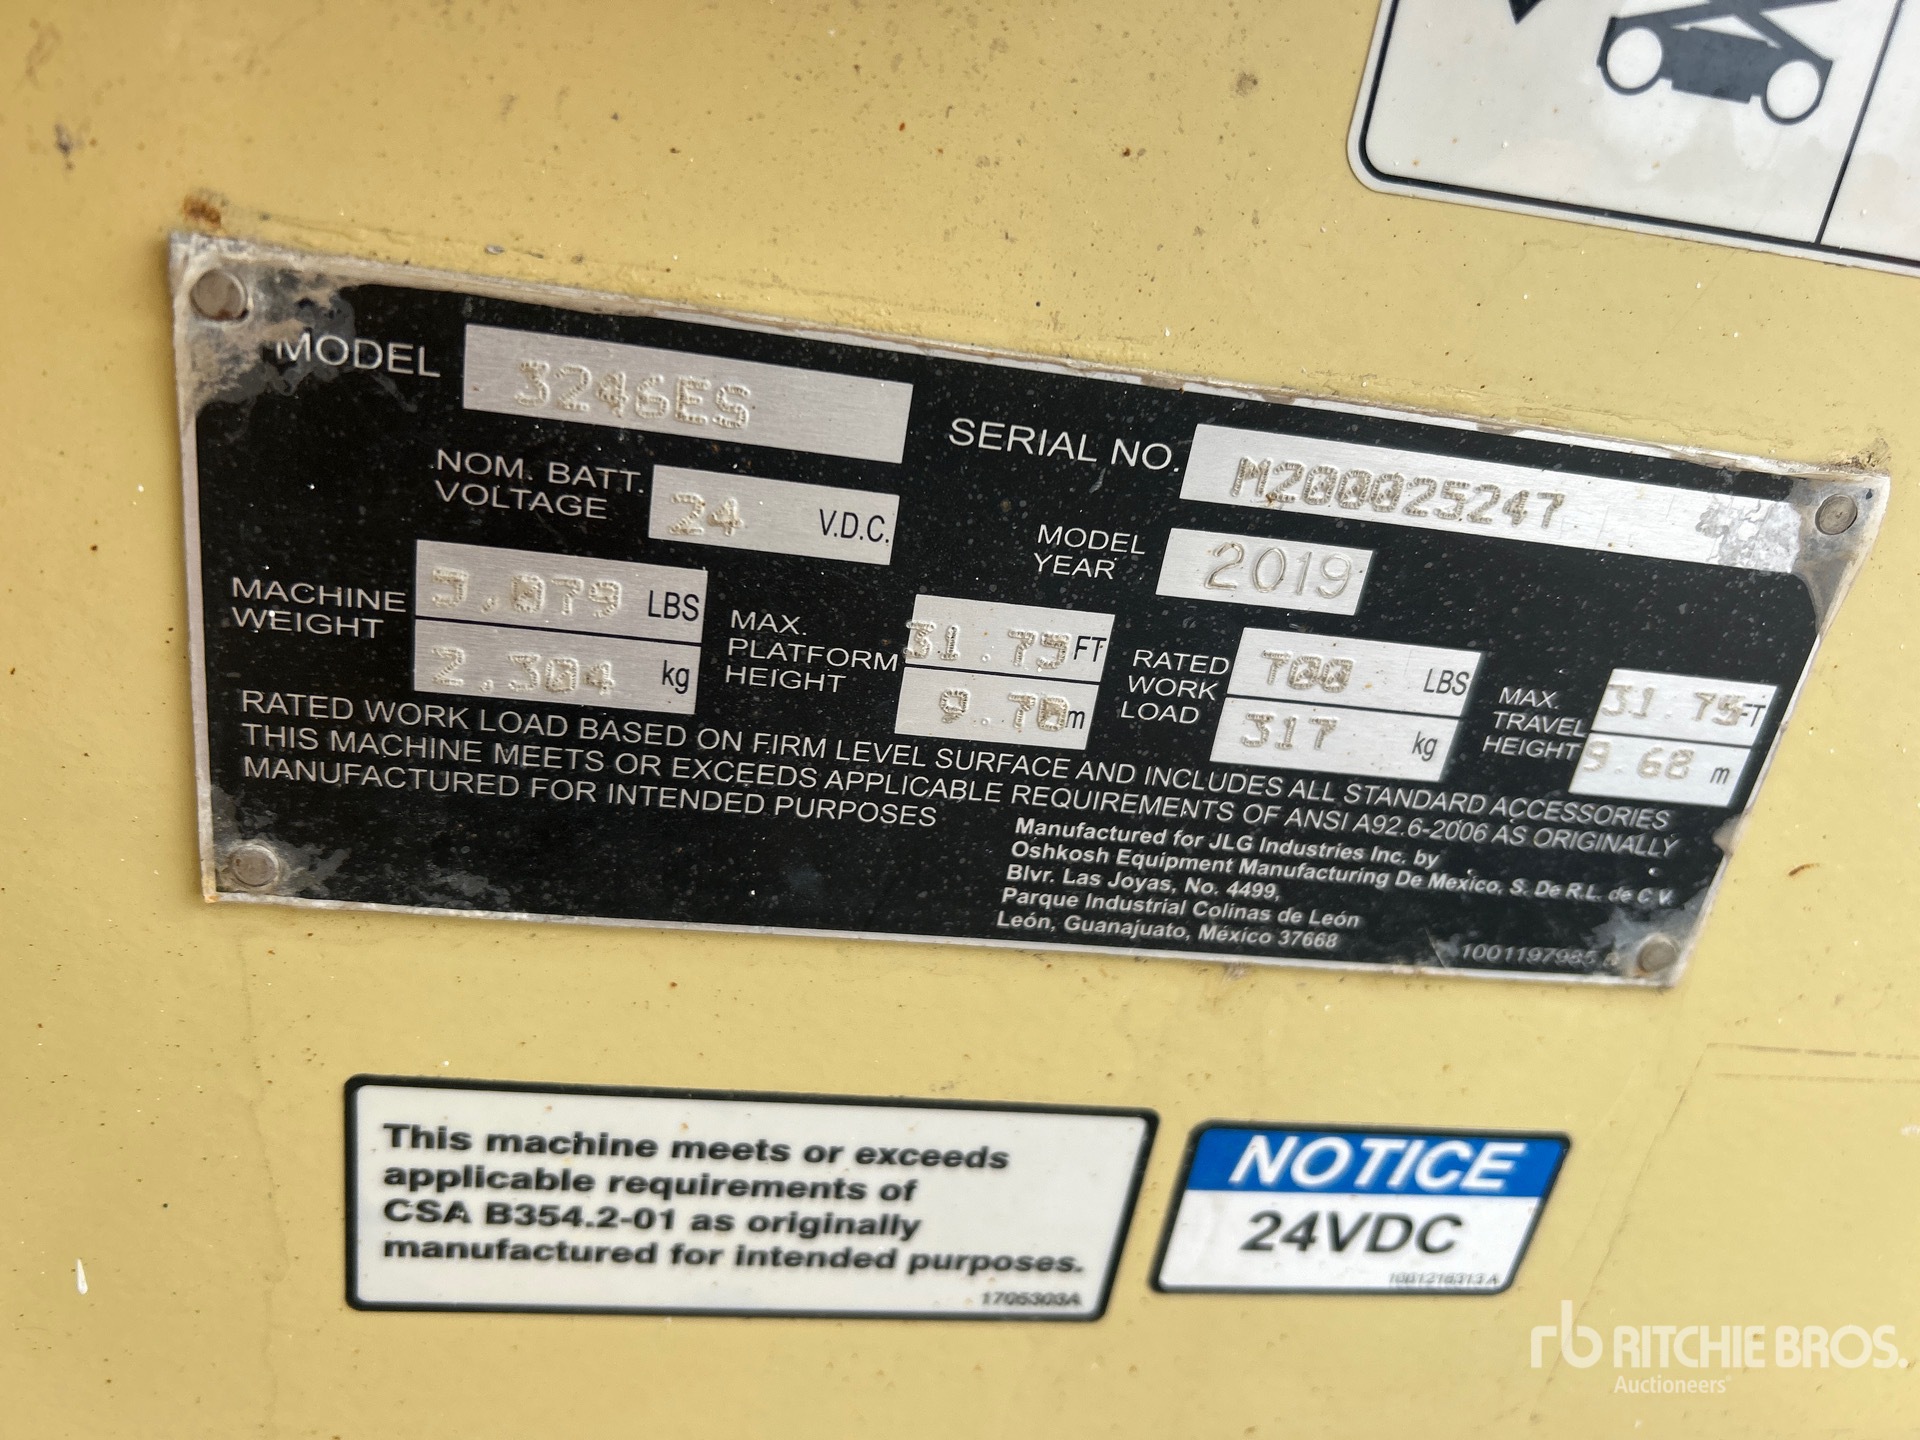 MODEL 3246ES
SERIAL NO. M200025247
NOM. BATT. VOLTAGE 24 V.D.C.
MODEL YEAR 2019
MACHINE WEIGHT 5,079 LBS
2,304 kg
MAX. PLATFORM HEIGHT 31.75 FT
9.70 m
RATED WORK LOAD 700 LBS
317 kg
MAX. TRAVEL HEIGHT 31.75 FT
9.68 m
RATED WORK LOAD BASED ON FIRM LEVEL SURFACE AND INCLUDES ALL STANDARD ACCESSORIES
THIS MACHINE MEETS OR EXCEEDS APPLICABLE REQUIREMENTS OF ANSI A92.6-2006 AS ORIGINALLY
MANUFACTURED FOR INTENDED PURPOSES
Manufactured for JLG Industries Inc. by
Oshkosh Equipment Manufacturing De Mexico, S. De R.L. de C V.
Blvr. Las Joyas, No. 4499,
Parque Industrial Colinas de León
León, Guanajuato, México 37668
1001197985
This machine meets or exceeds
applicable requirements of
CSA B354.2-01 as originally
manufactured for intended purposes.
1705303A
NOTICE
24VDC
1001216313 A
rb RITCHIE BROS.
Auctioneers